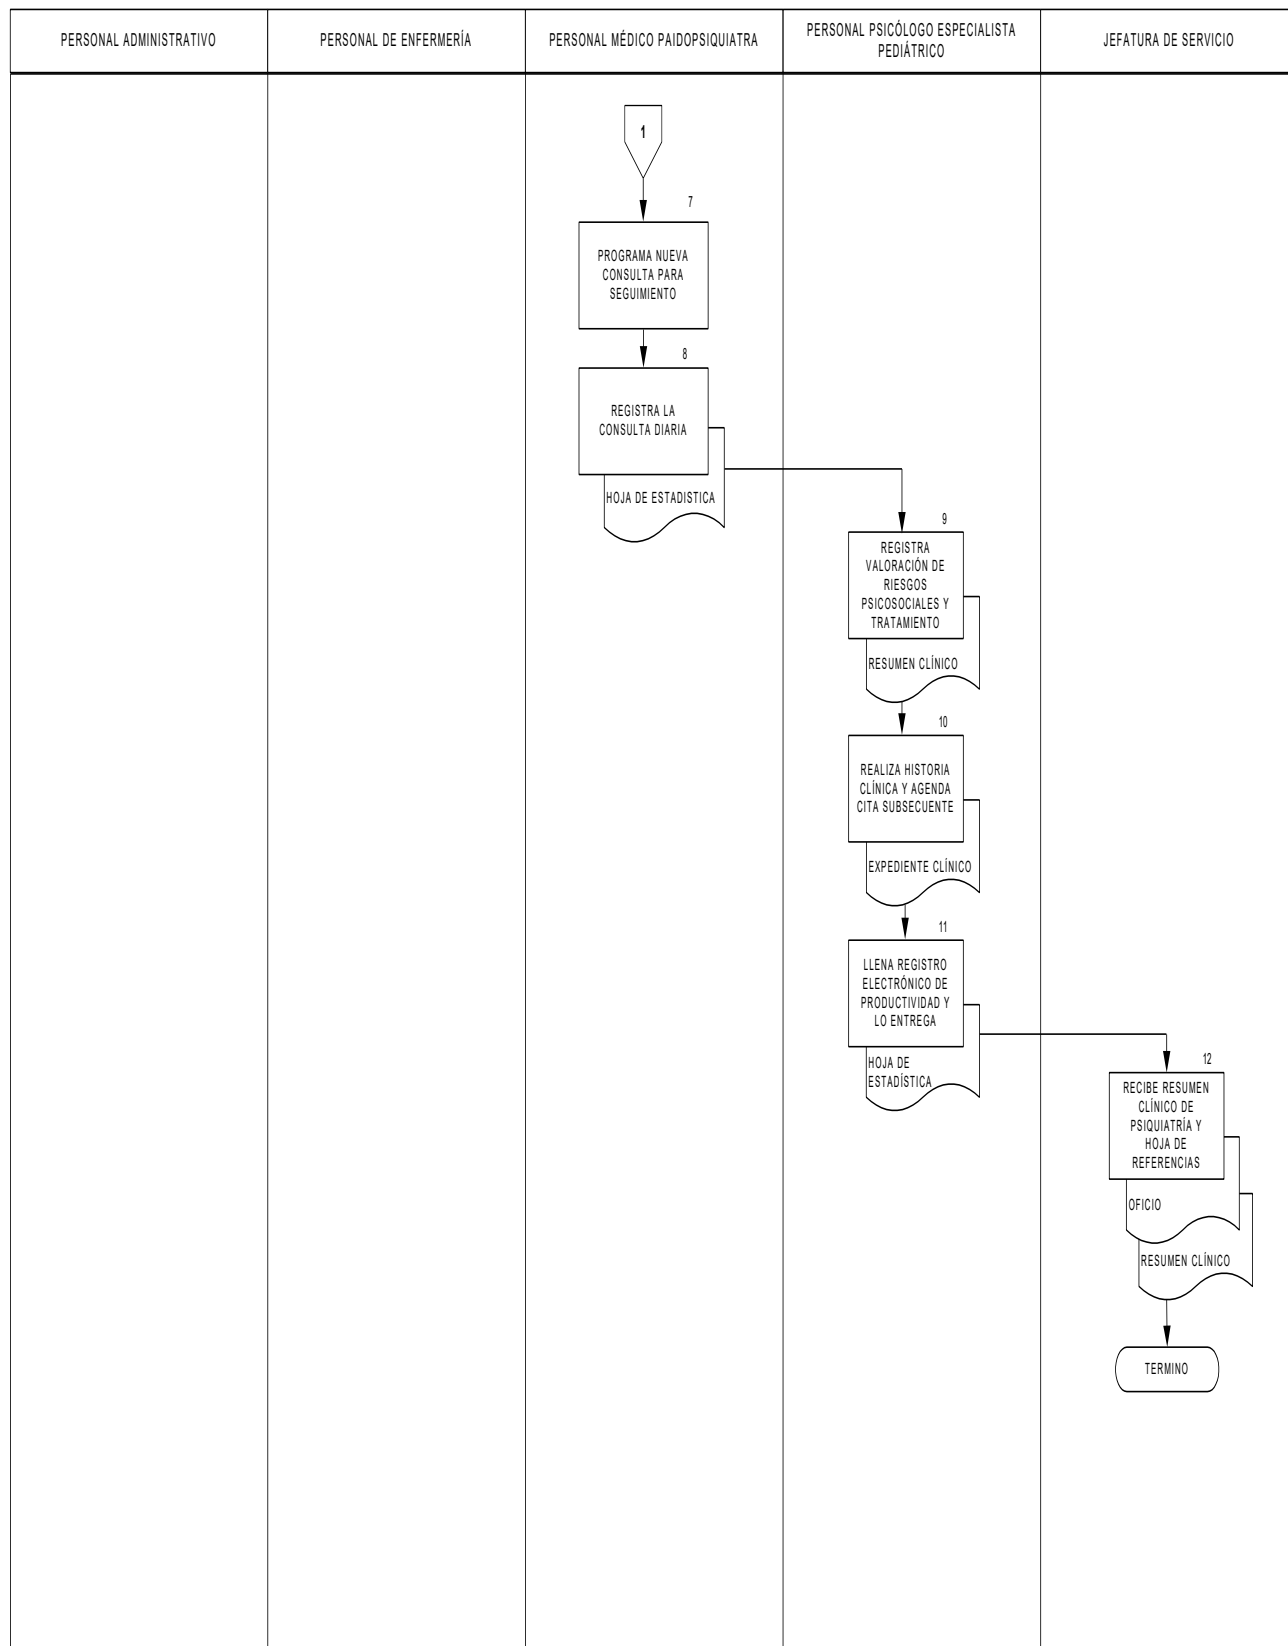 PERSONAL ADMINISTRATIVO
PERSONAL DE ENFERMERÍA
PERSONAL MÉDICO PAIDOPSIQUIATRA
PERSONAL PSICÓLOGO ESPECIALISTA
PEDIÁTRICO
JEFATURA DE SERVICIO
1
7
PROGRAMA NUEVA
CONSULTA PARA
SEGUIMIENTO
8
REGISTRA LA
CONSULTA DIARIA
HOJA DE ESTADISTICA
9
REGISTRA
VALORACIÓN DE
RIESGOS
PSICOSOCIALES Y
TRATAMIENTO
RESUMEN CLÍNICO
10
REALIZA HISTORIA
CLÍNICA Y AGENDA
CITA SUBSECUENTE
EXPEDIENTE CLÍNICO
11
LLENA REGISTRO
ELECTRÓNICO DE
PRODUCTIVIDAD Y
LO ENTREGA
HOJA DE
ESTADÍSTICA
12
RECIBE RESUMEN
CLÍNICO DE
PSIQUIATRÍA Y
HOJA DE
REFERENCIAS
OFICIO
RESUMEN CLÍNICO
TERMINO